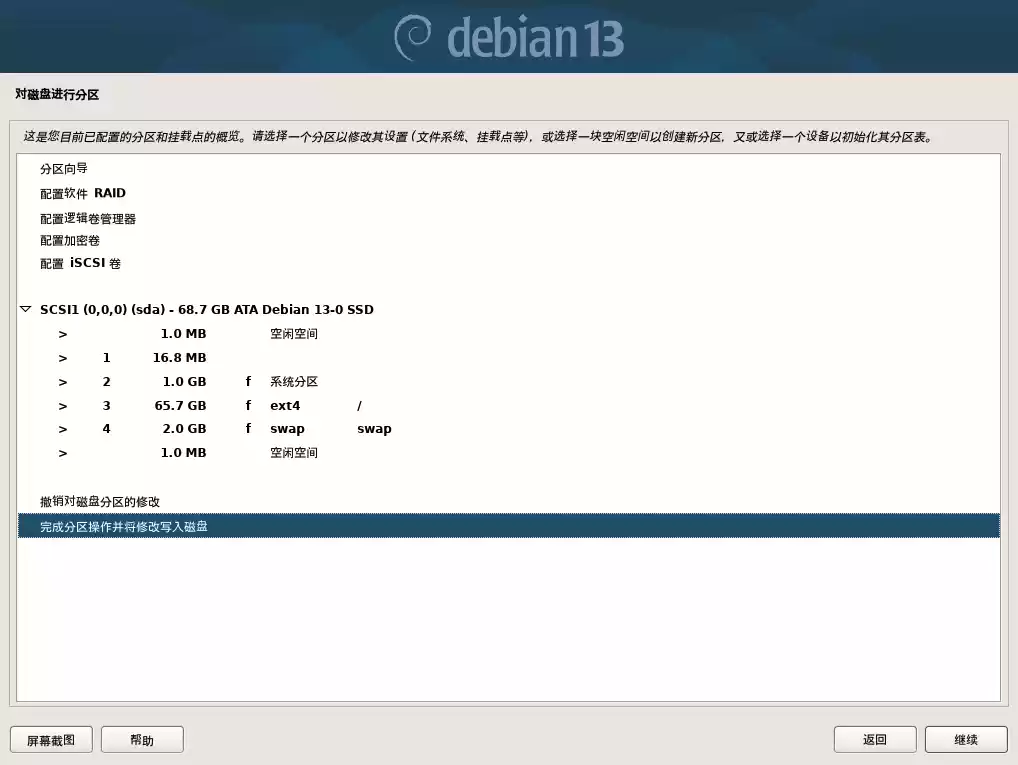 debian 13
对磁盘进行分区
这是您目前已配置的分区和挂载点的概览。请选择一个分区以修改其设置 (文件系统、挂载点等)，或选择一块空闲空间以创建新分区，又或选择一个设备以初始化其分区表。
分区向导
配置软件 RAID
配置逻辑卷管理器
配置加密卷
配置 iSCSI 卷
SCSI1 (0,0,0) (sda) - 68.7 GB ATA Debian 13-0 SSD
> 1.0 MB 空闲空间
> 1 16.8 MB
> 2 1.0 GB f 系统分区
> 3 65.7 GB f ext4 /
> 4 2.0 GB f swap swap
> 1.0 MB 空闲空间
撤销对磁盘分区的修改
完成分区操作并将修改写入磁盘
屏幕截图 帮助 返回 继续